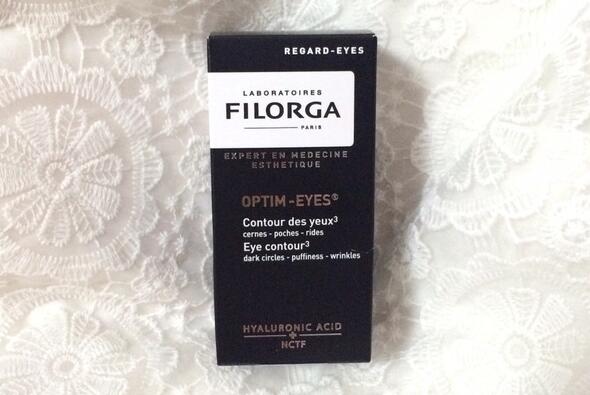 REGARD-EYES
LABORATOIRES
FILORGA
PARIS
EXPERT EN MEDECINE
ESTHETIQUE
OPTIM-EYES®
Contour des yeux³
cernes - poches - rides
Eye contour³
dark circles - puffiness - wrinkles
HYALURONIC ACID
+
NCTF